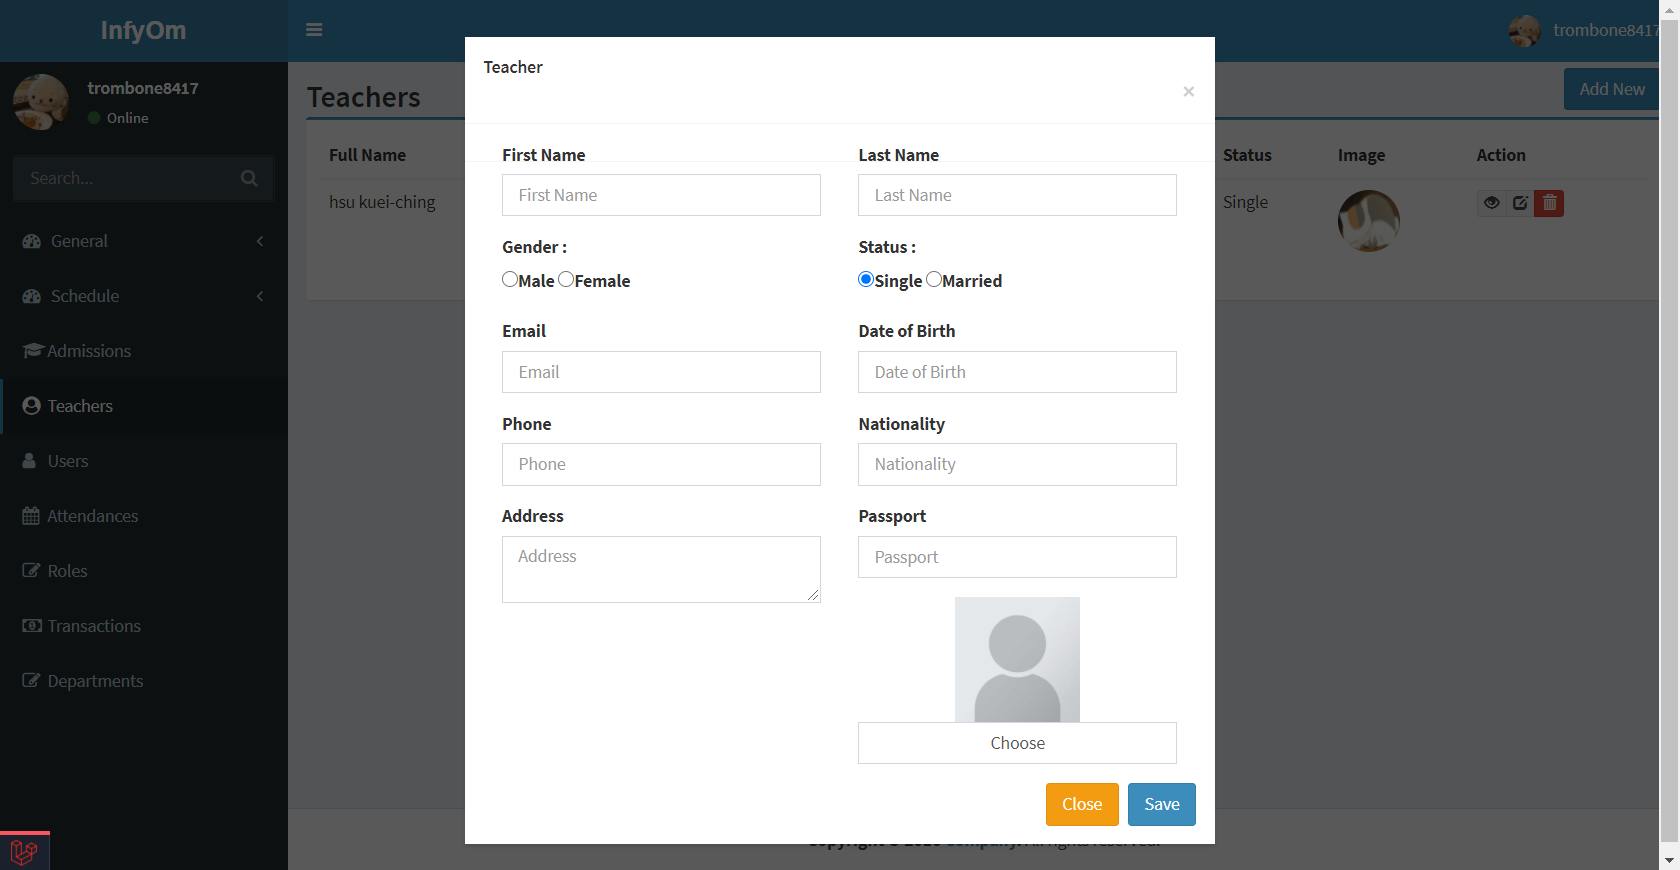 InfyOm
trombone8417
trombone8417
Online
Search...
General
Schedule
Admissions
Teachers
Users
Attendances
Roles
Transactions
Departments
Teachers
Add New
Full Name
Status
Image
Action
hsu kuei-ching
Single
Teacher
×
First Name
Last Name
First Name
Last Name
Gender :
Status :
Male Female
Single Married
Email
Date of Birth
Email
Date of Birth
Phone
Nationality
Phone
Nationality
Address
Passport
Address
Passport
Choose
Close
Save